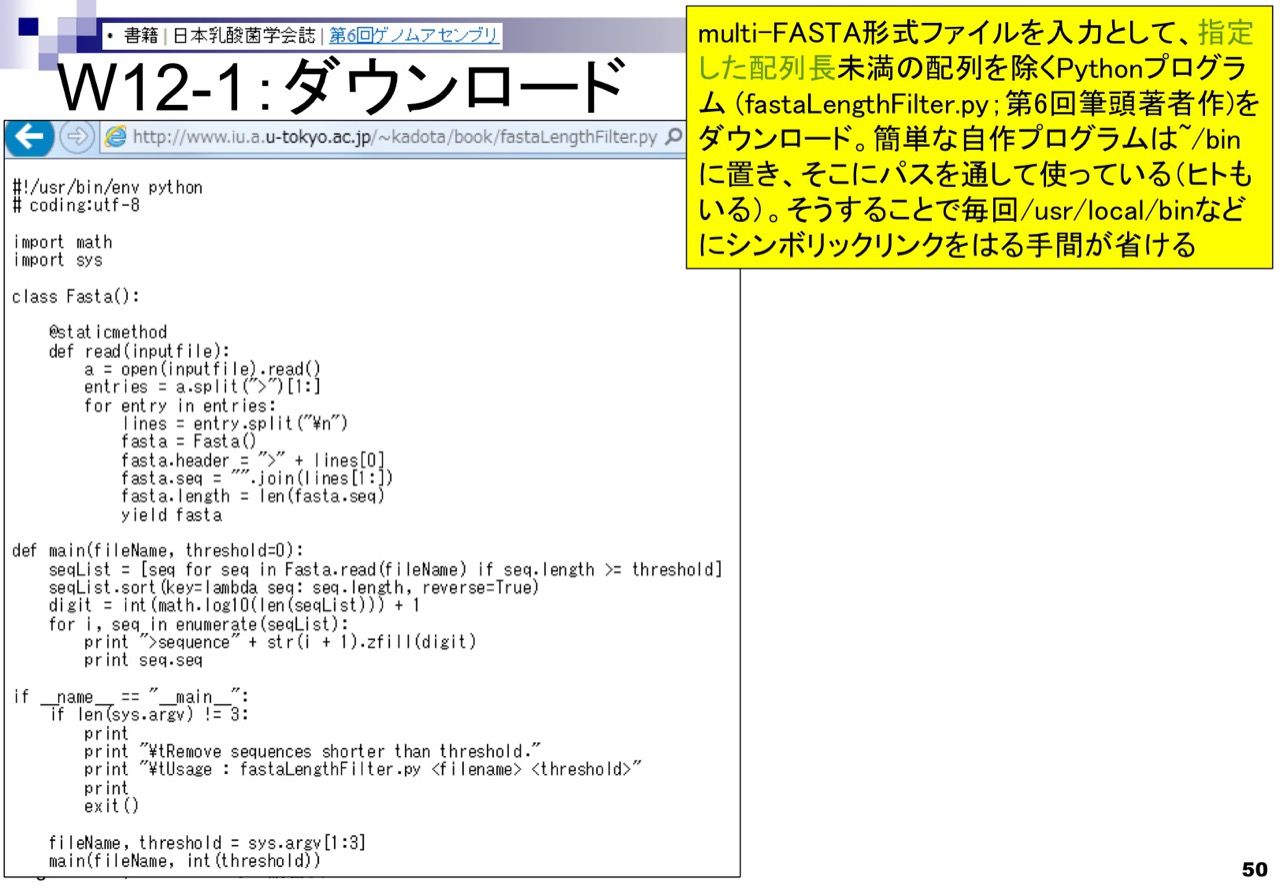 • 書籍 | 日本乳酸菌学会誌 | 第6回ゲノムアセンブリ
W12-1：ダウンロード
multi-FASTA形式ファイルを入力として、指定
した配列長未満の配列を除くPythonプログラ
ム (fastaLengthFilter.py；第6回筆頭著者作)を
ダウンロード。簡単な自作プログラムは~/bin
に置き、そこにパスを通して使っている（ヒトも
いる）。そうすることで毎回/usr/local/binなど
にシンボリックリンクをはる手間が省ける
http://www.iu.a.u-tokyo.ac.jp/~kadota/book/fastaLengthFilter.py
#!/usr/bin/env python
# coding:utf-8
import math
import sys
class Fasta():
@staticmethod
def read(inputfile):
a = open(inputfile).read()
entries = a.split(">")[1:]
for entry in entries:
lines = entry.split("¥n")
fasta = Fasta()
fasta.header = ">" + lines[0]
fasta.seq = "".join(lines[1:])
fasta.length = len(fasta.seq)
yield fasta
def main(fileName, threshold=0):
seqList = [seq for seq in Fasta.read(fileName) if seq.length >= threshold]
seqList.sort(key=lambda seq: seq.length, reverse=True)
digit = int(math.log10(len(seqList))) + 1
for i, seq in enumerate(seqList):
print ">sequence" + str(i + 1).zfill(digit)
print seq.seq
if __name__ == "__main__":
if len(sys.argv) != 3:
print
print "¥tRemove sequences shorter than threshold."
print "¥tUsage : fastaLengthFilter.py <filename> <threshold>"
print
exit()
fileName, threshold = sys.argv[1:3]
main(fileName, int(threshold))
50